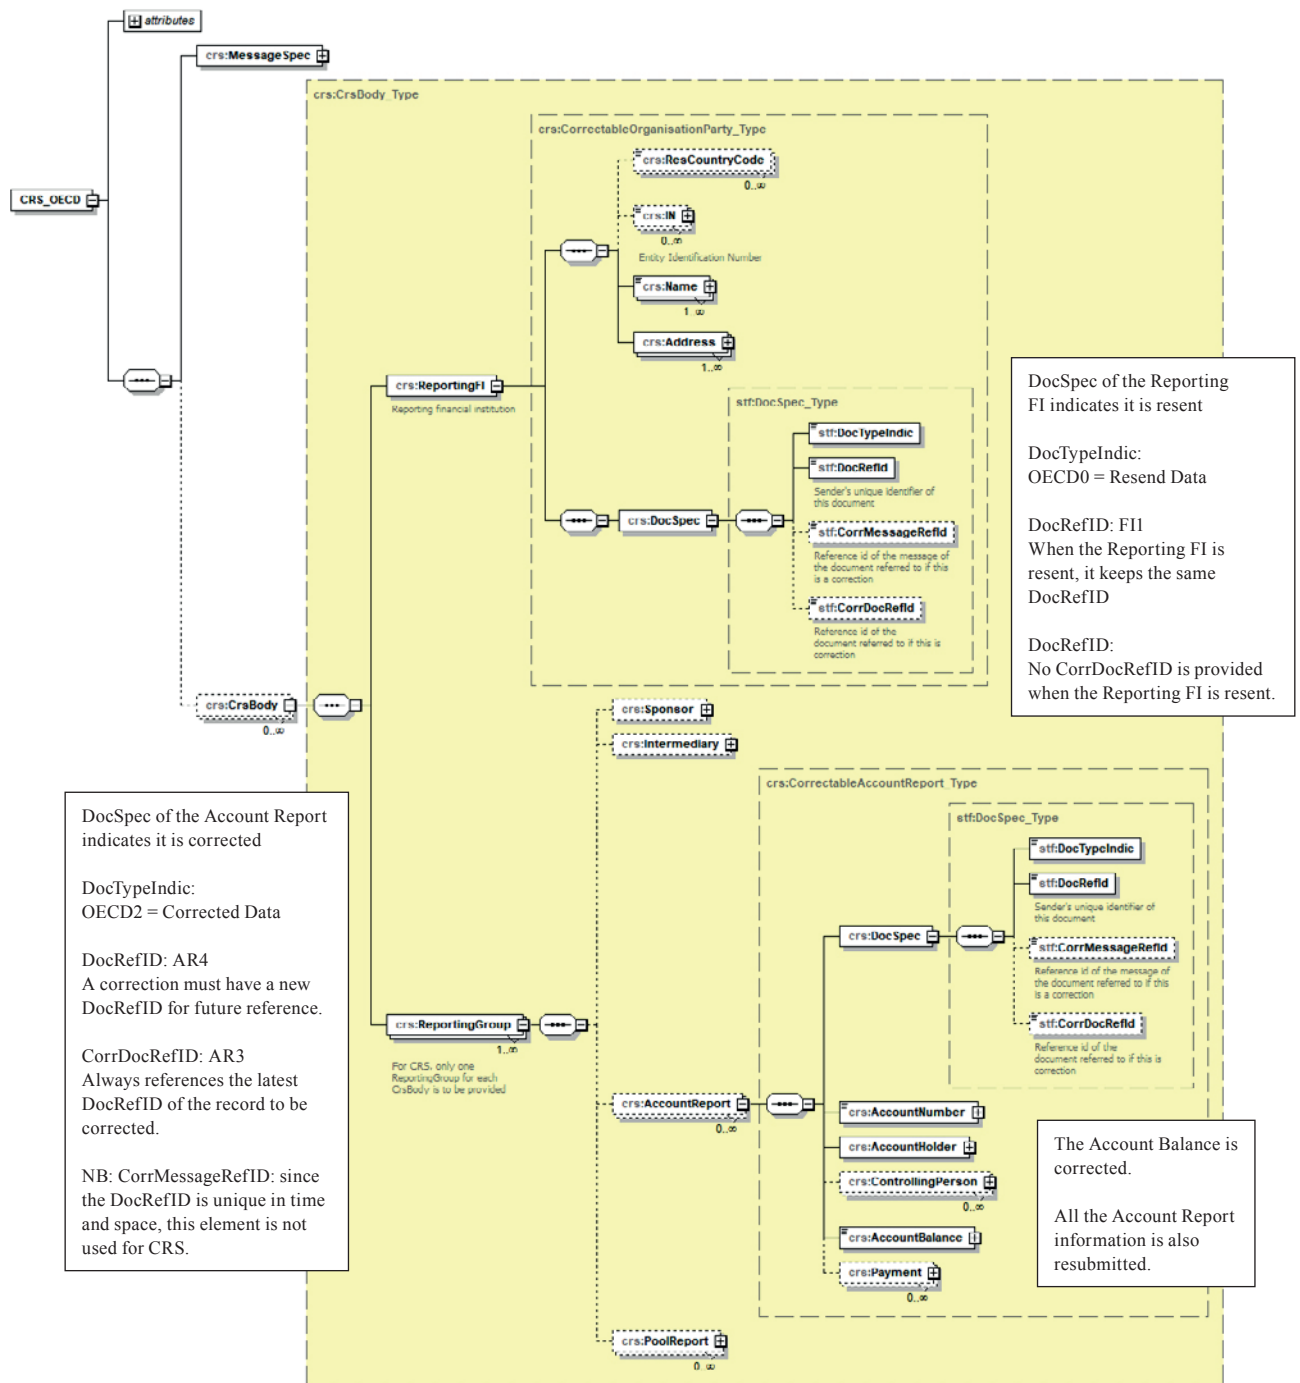 attributes
crs:MessageSpec
crs:CrsBody_Type
crs:CorrectableOrganisationParty_Type
crs:ResCountryCode
0..∞
CRS_OECD
crs:IN
0..∞
Entity Identification Number
crs:Name
1..∞
crs:Address
1..∞
crs:ReportingFI
Reporting financial institution
stf:DocSpec_Type
stf:DocTypeIndic
stf:DocRefId
Sender's unique identifier of
this document
crs:DocSpec
stf:CorrMessageRefId
Reference id of the message of
the document referred to if this
is a correction
stf:CorrDocRefId
Reference id of the
document referred to if this is
correction
DocSpec of the Reporting
FI indicates it is resent
DocTypeIndic:
OECD0 = Resend Data
DocRefID: FI1
When the Reporting FI is
resent, it keeps the same
DocRefID
DocRefID:
No CorrDocRefID is provided
when the Reporting FI is resent.
crs:CrsBody
0..∞
crs:Sponsor
crs:Intermediary
DocSpec of the Account Report
indicates it is corrected
DocTypeIndic:
OECD2 = Corrected Data
DocRefID: AR4
A correction must have a new
DocRefID for future reference.
CorrDocRefID: AR3
Always references the latest
DocRefID of the record to be
corrected.
NB: CorrMessageRefID: since
the DocRefID is unique in time
and space, this element is not
used for CRS.
crs:CorrectableAccountReport_Type
stf:DocSpec_Type
stf:DocTypeIndic
stf:DocRefId
Sender's unique identifier of
this document
crs:DocSpec
stf:CorrMessageRefId
Reference id of the message of
the document referred to if this
is a correction
stf:CorrDocRefId
Reference id of the
document referred to if this is
correction
crs:ReportingGroup
1..∞
For CRS, only one
ReportingGroup for each
CrsBody is to be provided
crs:AccountReport
0..∞
crs:AccountNumber
crs:AccountHolder
crs:ControllingPerson
0..∞
crs:AccountBalance
crs:Payment
0..∞
The Account Balance is
corrected.
All the Account Report
information is also
resubmitted.
crs:PoolReport
0..∞